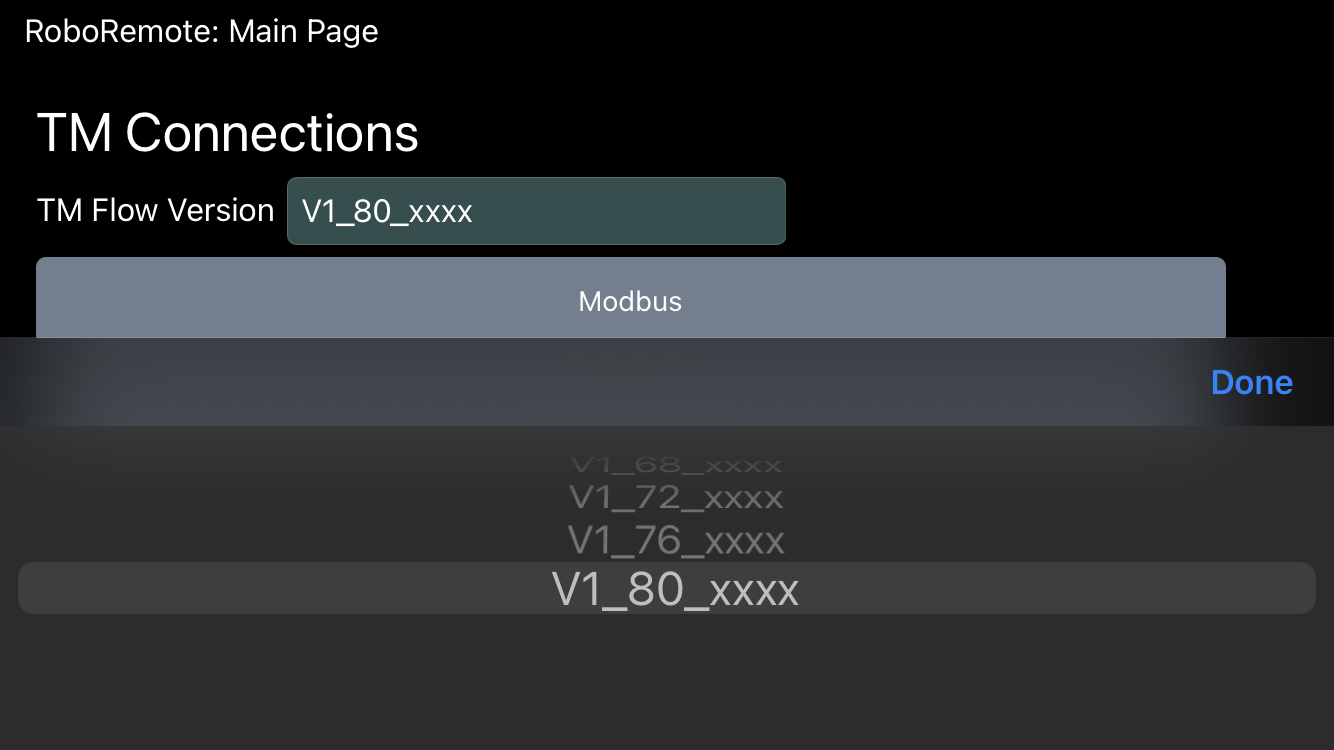 RoboRemote: Main Page
TM Connections
TM Flow Version V1_80_xxxx
Modbus
Done
V1_68_xxxx
V1_72_xxxx
V1_76_xxxx
V1_80_xxxx